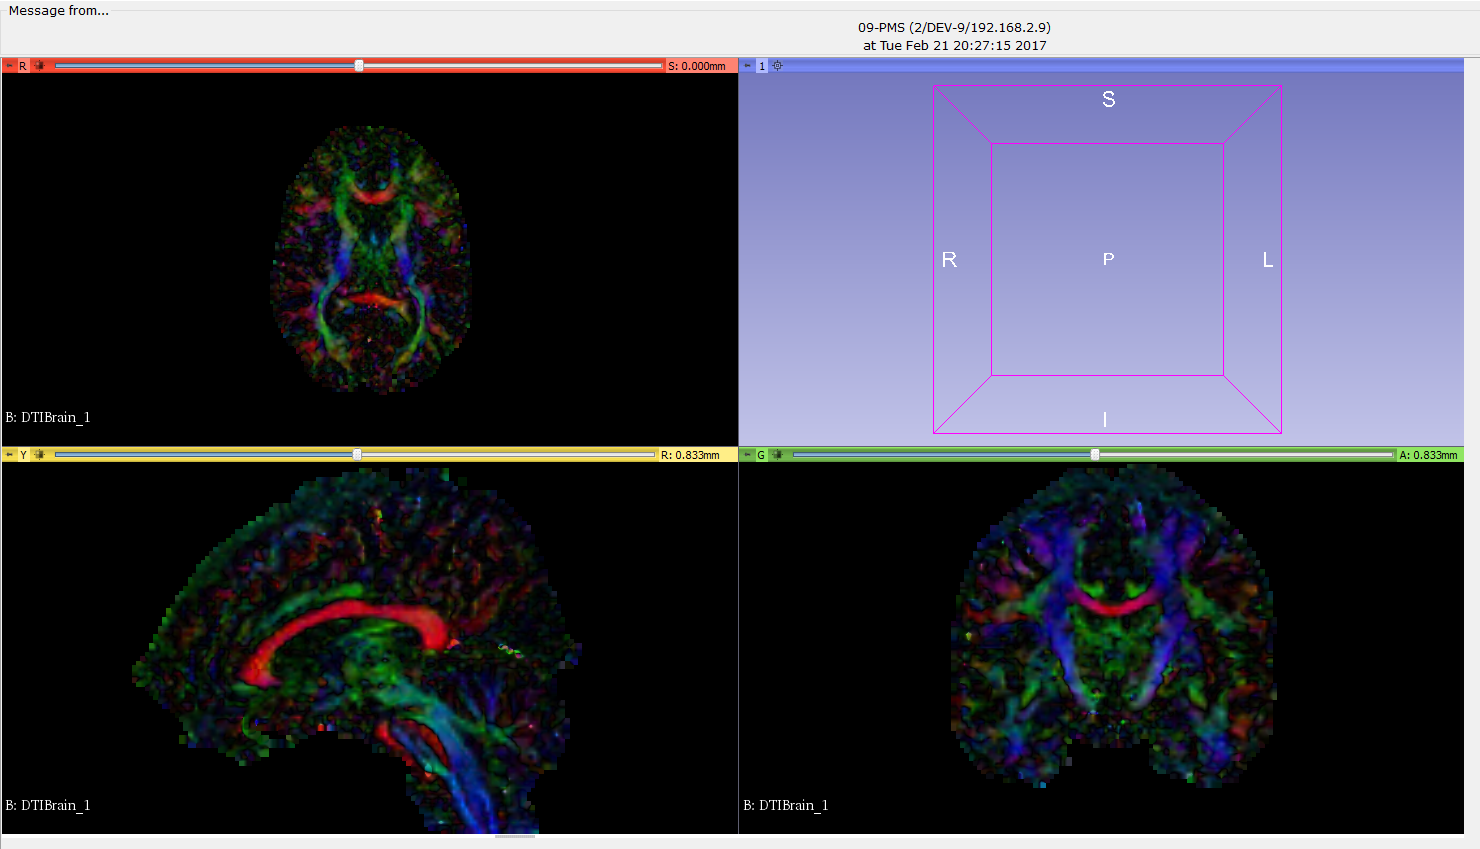 Message from...
09-PMS (2/DEV-9/192.168.2.9)
at Tue Feb 21 20:27:15 2017
R
S: 0.000mm
1
S
R
P
L
I
B: DTIBrain_1
Y
R: 0.833mm
G
A: 0.833mm
B: DTIBrain_1
B: DTIBrain_1